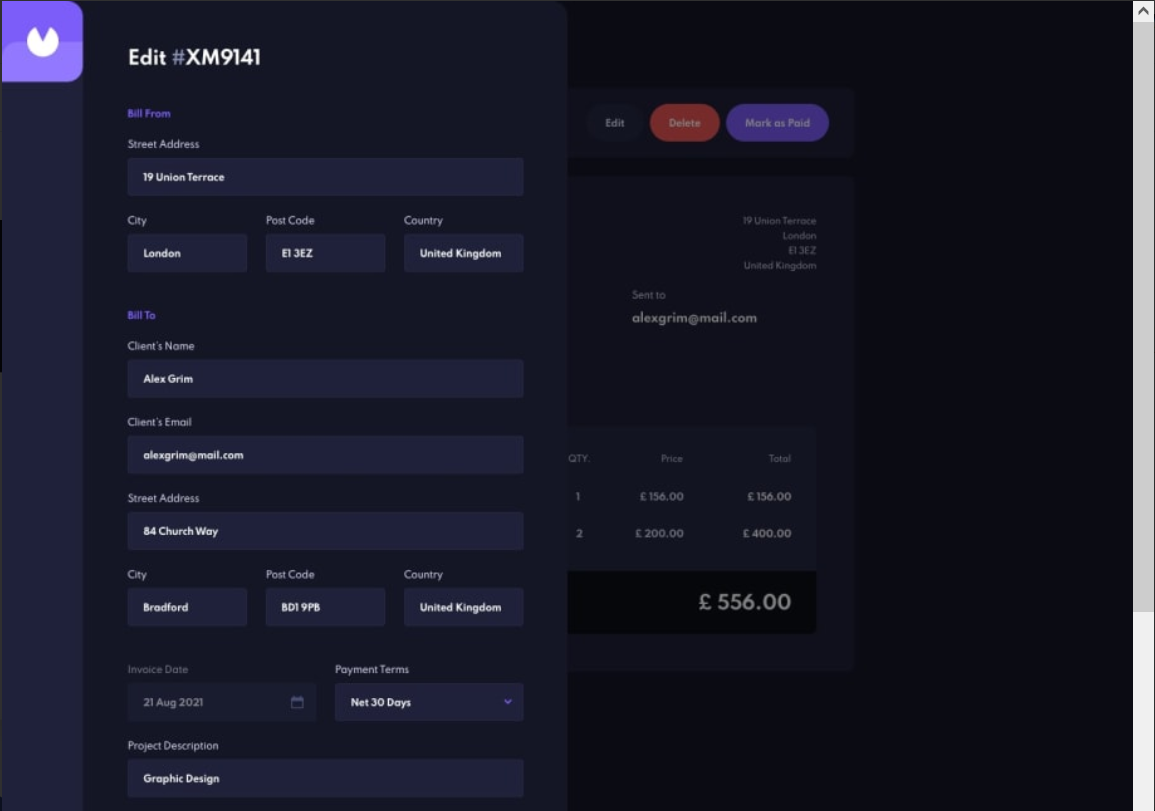 Edit #XM9141
Bill From
Street Address
19 Union Terrace
City Post Code Country
London E1 3EZ United Kingdom
Bill To
Client's Name
Alex Grim
Client's Email
alexgrim@mail.com
Street Address
84 Church Way
City Post Code Country
Bradford BD1 9PB United Kingdom
Invoice Date Payment Terms
21 Aug 2021 Net 30 Days
Project Description
Graphic Design
Edit Delete Mark as Paid
19 Union Terrace
London
E1 3EZ
United Kingdom
Sent to
alexgrim@mail.com
QTY. Price Total
1 £ 156.00 £ 156.00
2 £ 200.00 £ 400.00
£ 556.00